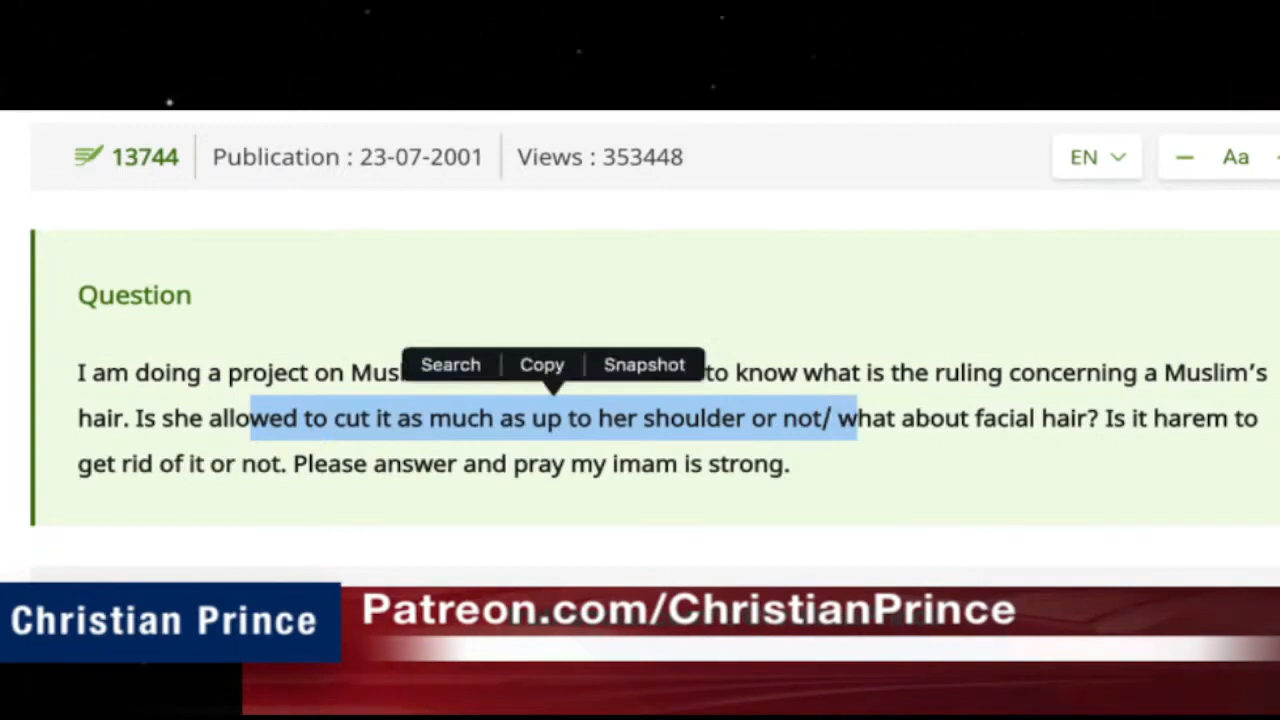 13744 Publication : 23-07-2001 Views : 353448 EN Aa
Question
Search Copy Snapshot
I am doing a project on Mus to know what is the ruling concerning a Muslim's
hair. Is she allowed to cut it as much as up to her shoulder or not/ what about facial hair? Is it harem to
get rid of it or not. Please answer and pray my imam is strong.
Christian Prince
Patreon.com/ChristianPrince